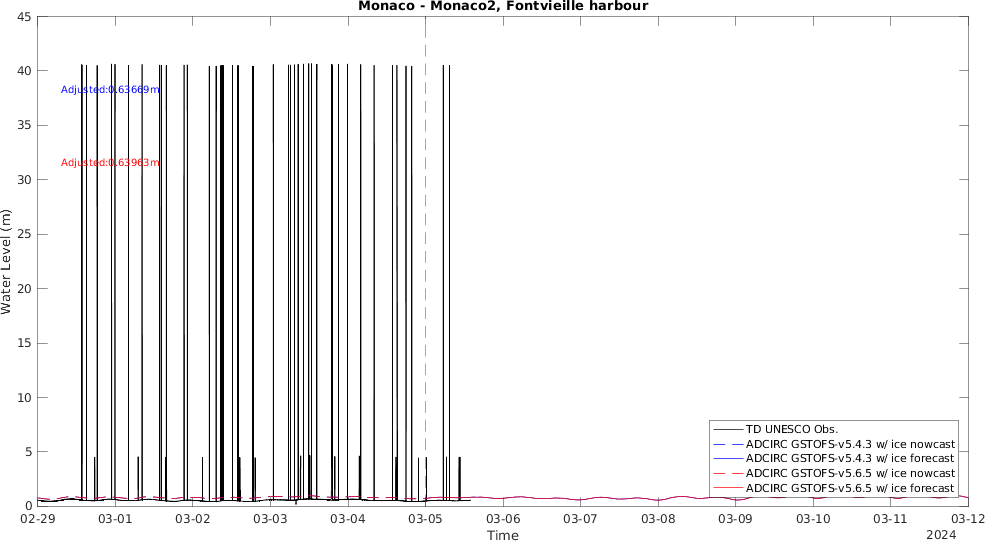 Monaco - Monaco2, Fontvieille harbour
45
40
35
30
25
20
15
10
5
0
Water Level (m)
Adjusted:0.63669m
Adjusted:0.63963m
TD UNESCO Obs.
ADCIRC GSTOFS-v5.4.3 w/ ice nowcast
ADCIRC GSTOFS-v5.4.3 w/ ice forecast
ADCIRC GSTOFS-v5.6.5 w/ ice nowcast
ADCIRC GSTOFS-v5.6.5 w/ ice forecast
02-29 03-01 03-02 03-03 03-04 03-05 03-06 03-07 03-08 03-09 03-10 03-11 03-12
Time
2024